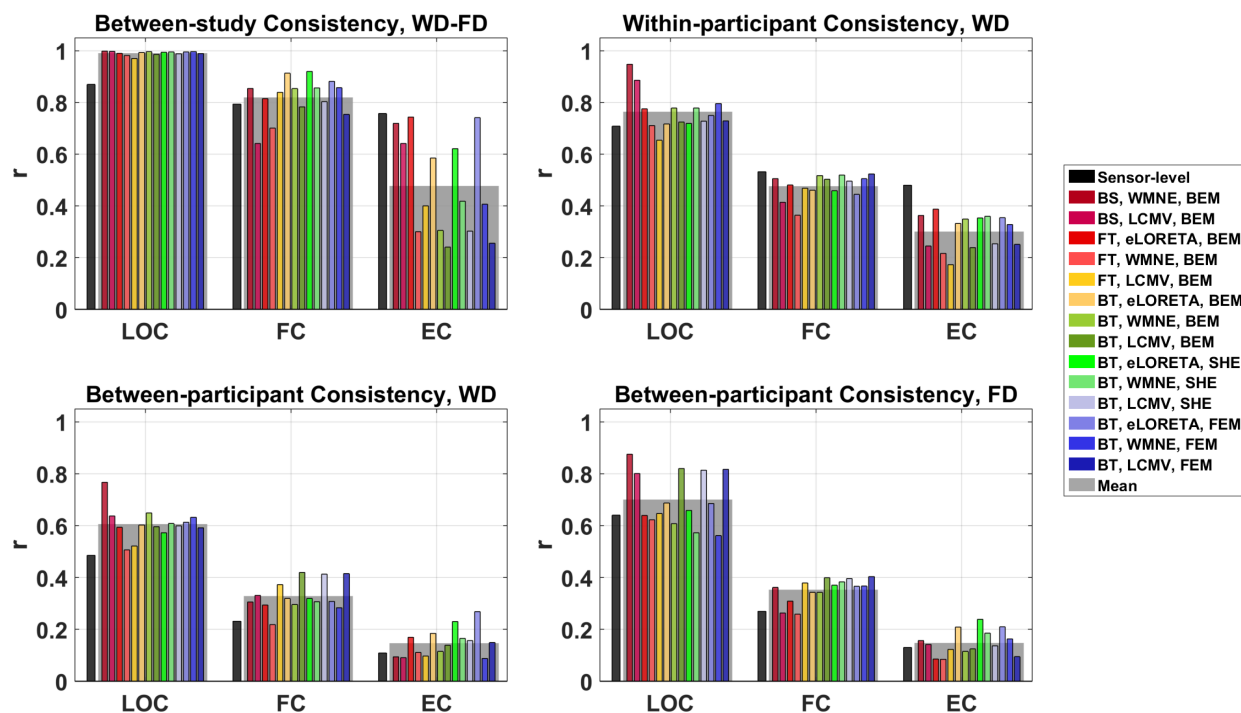 Between-study Consistency, WD-FD
1
0.8
0.6
0.4
0.2
0
r
LOC FC EC
Within-participant Consistency, WD
1
0.8
0.6
0.4
0.2
0
r
LOC FC EC
Between-participant Consistency, WD
1
0.8
0.6
0.4
0.2
0
r
LOC FC EC
Between-participant Consistency, FD
1
0.8
0.6
0.4
0.2
0
r
LOC FC EC
Sensor-level
BS, WMNE, BEM
BS, LCMV, BEM
FT, eLORETA, BEM
FT, WMNE, BEM
FT, LCMV, BEM
BT, eLORETA, BEM
BT, WMNE, BEM
BT, LCMV, BEM
BT, eLORETA, SHE
BT, WMNE, SHE
BT, LCMV, SHE
BT, eLORETA, FEM
BT, WMNE, FEM
BT, LCMV, FEM
Mean